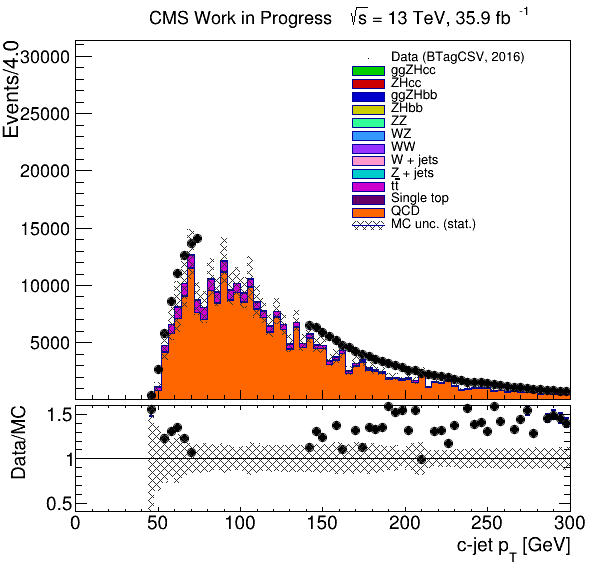 CMS Work in Progress √s = 13 TeV, 35.9 fb -1
Events/4.0
30000
25000
20000
15000
10000
5000
Data (BTagCSV, 2016)
ggZHcc
ZHcc
ggZHbb
ZHbb
ZZ
WZ
WW
W + jets
Z + jets
tt̅
Single top
QCD
MC unc. (stat.)
Data/MC
1.5
1
0.5
0 50 100 150 200 250 300
c-jet p_T [GeV]